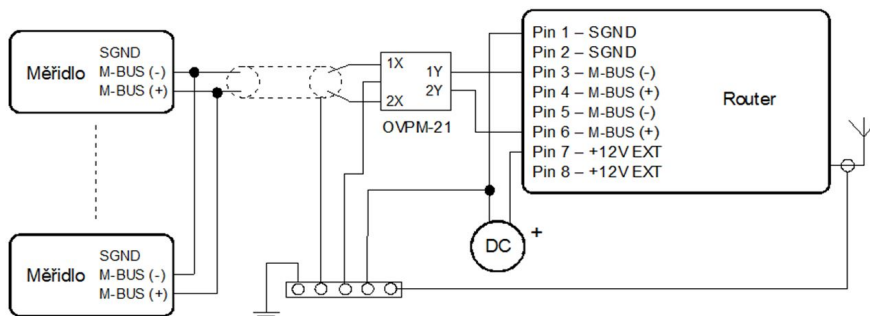 SGND
Měřidlo M-BUS (-)
M-BUS (+)
1X
1Y
2Y
2X
OVPM-21
Pin 1 – SGND
Pin 2 – SGND
Pin 3 – M-BUS (-)
Pin 4 – M-BUS (+)
Pin 5 – M-BUS (-)
Pin 6 – M-BUS (+)
Pin 7 – +12V EXT
Pin 8 – +12V EXT
Router
DC +
SGND
Měřidlo M-BUS (-)
M-BUS (+)